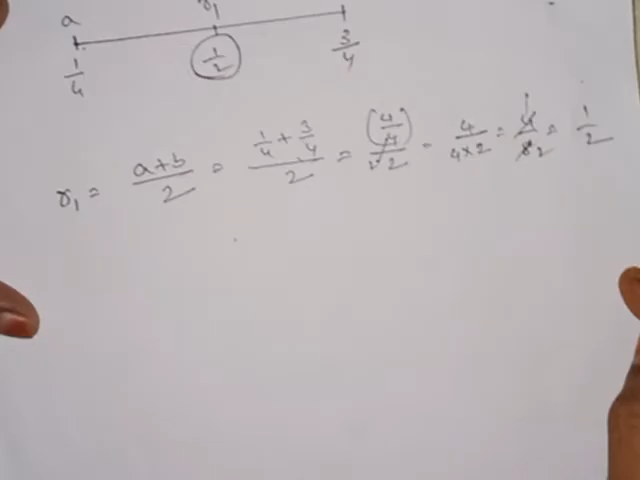 a r₁
1/4 (1/2) 3/4
r₁ = (a+b)/2 = (1/4 + 3/4)/2 = (4/4)/2 = 4/(4×2) = 4/8 = 1/2